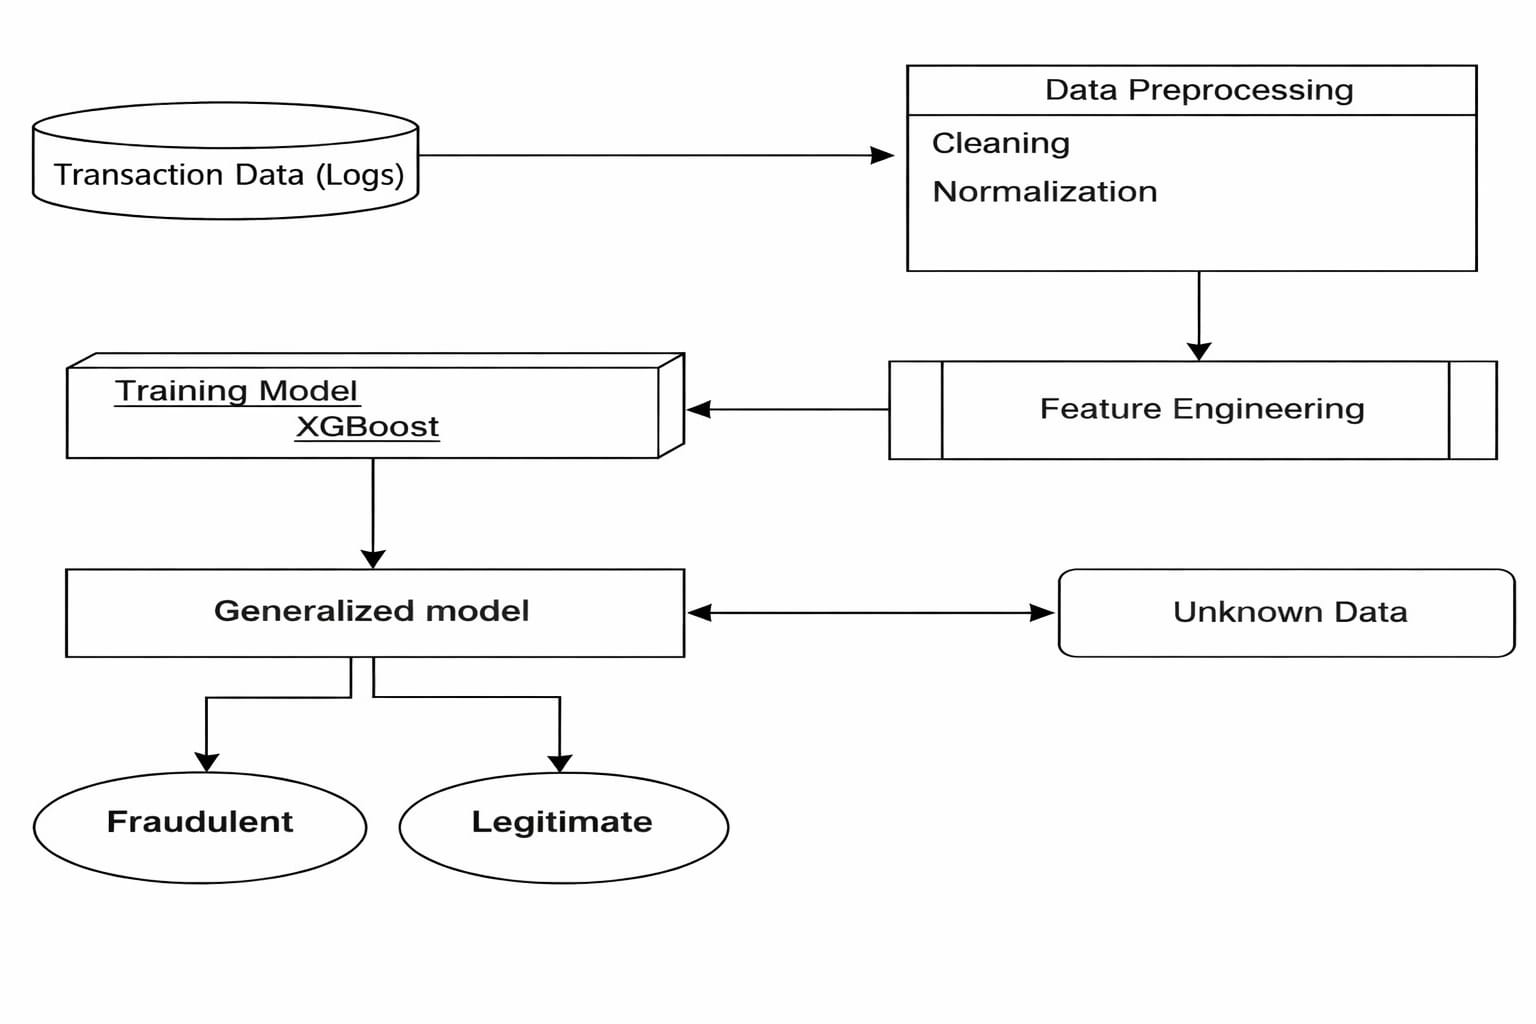 Transaction Data (Logs)
Data Preprocessing
Cleaning
Normalization
Training Model
XGBoost
Feature Engineering
Generalized model
Unknown Data
Fraudulent
Legitimate